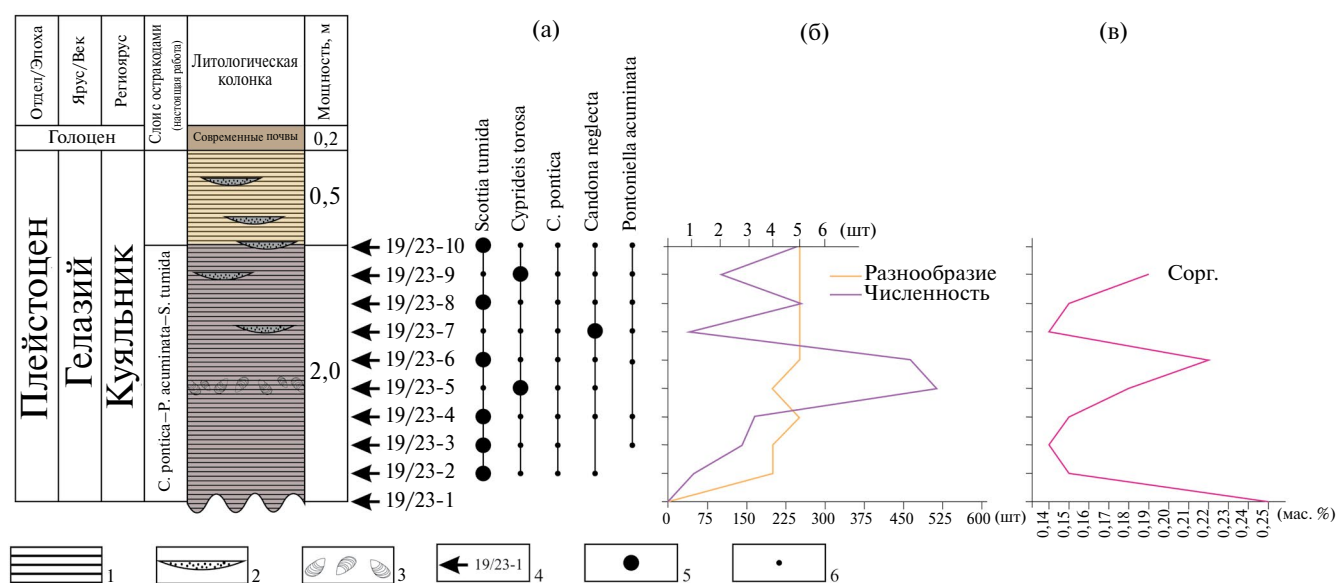 (а)
(б)
(в)
Отдел/Эпоха
Ярус/Век
Региоярус
Слои с остракодами
(настоящая работа)
Литологическая
колонка
Мощность, м
Голоцен
Современные почвы
0,2
Плейстоцен
Гелазий
Куяльник
C. pontica–P. acuminata–S. tumida
0,5
2,0
Scottia tumida
Cyprideis torosa
C. pontica
Candona neglecta
Pontoniella acuminata
19/23-10
19/23-9
19/23-8
19/23-7
19/23-6
19/23-5
19/23-4
19/23-3
19/23-2
19/23-1
1 2 3 4 5 6 (шт)
Разнообразие
Численность
0 75 150 225 300 375 450 525 600 (шт)
Cорг.
0,14 0,15 0,16 0,17 0,18 0,19 0,20 0,21 0,22 0,23 0,24 0,25 (мас. %)
1
2
3
19/23-1
4
5
6